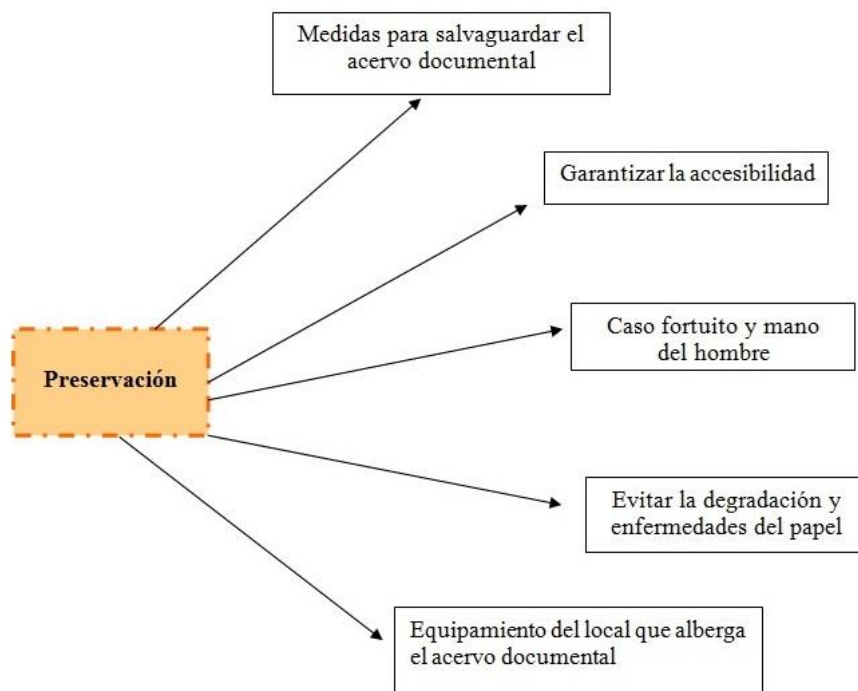 Medidas para salvaguardar el
acervo documental
Garantizar la accesibilidad
Caso fortuito y mano
del hombre
Preservación
Evitar la degradación y
enfermedades del papel
Equipamiento del local que alberga
el acervo documental